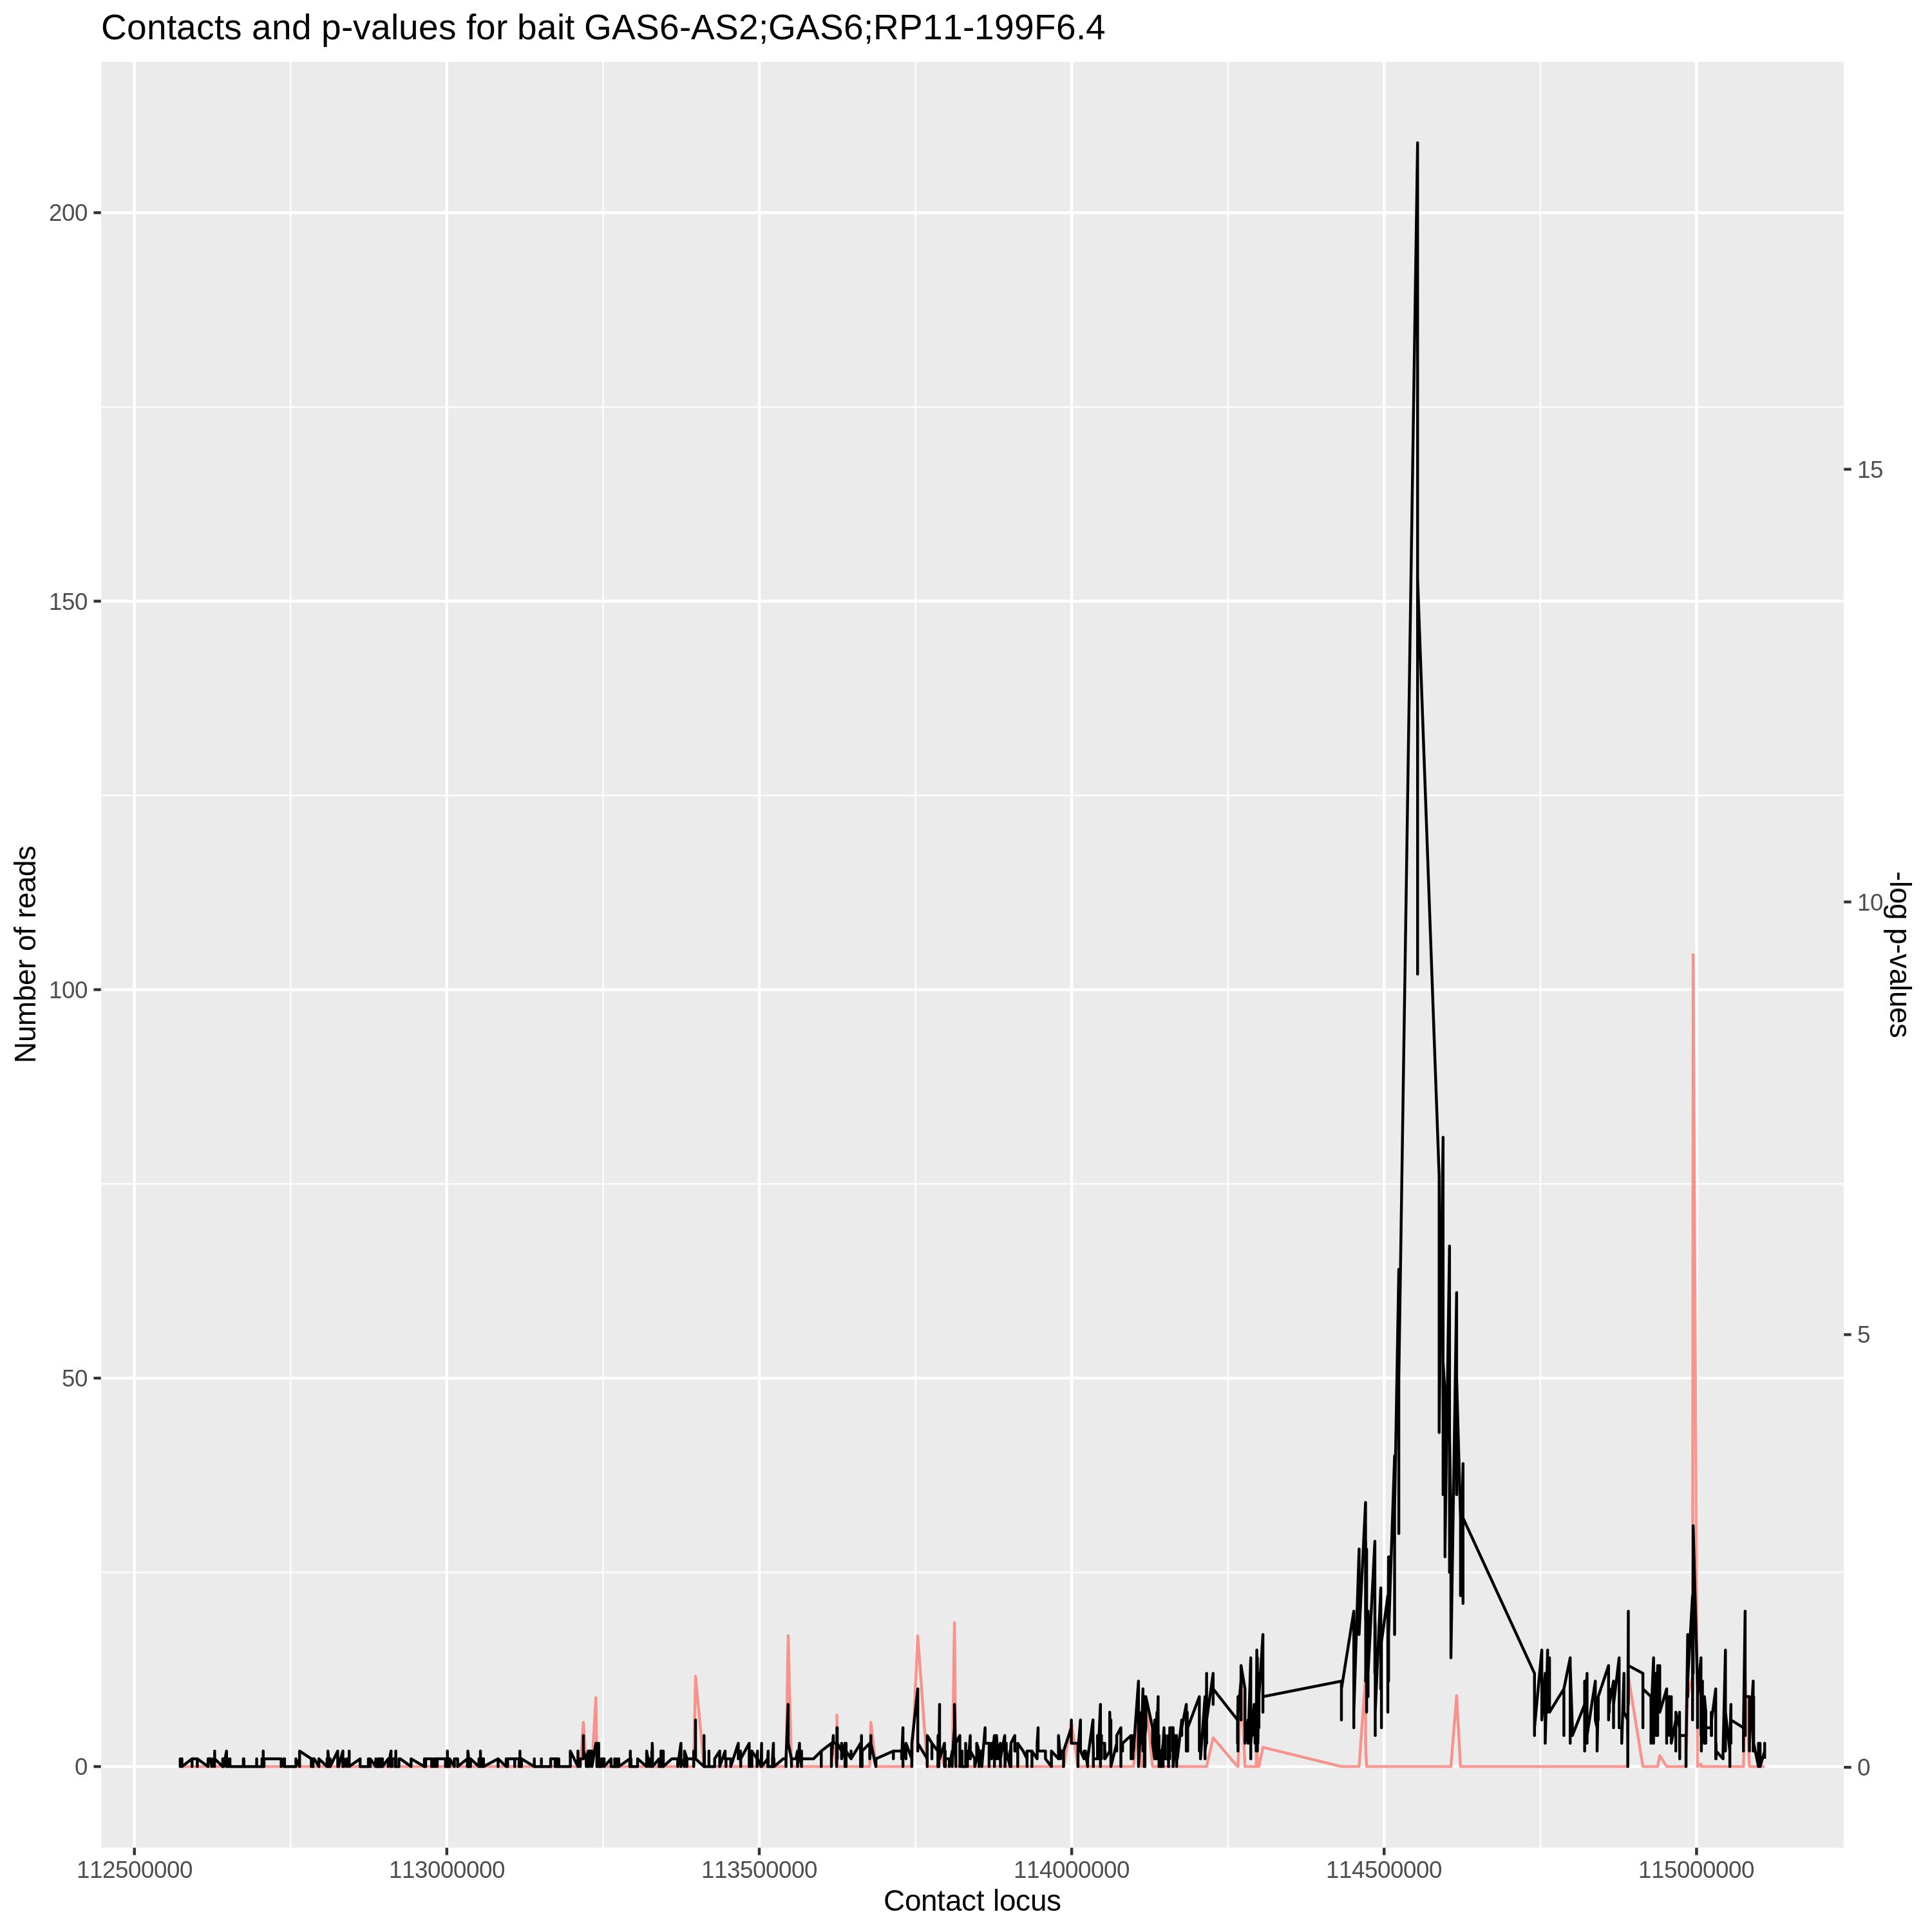 Contacts and p-values for bait GAS6-AS2;GAS6;RP11-199F6.4
Number of reads
200
150
100
50
0
15
10
5
0
-log p-values
112500000 113000000 113500000 114000000 114500000 115000000
Contact locus